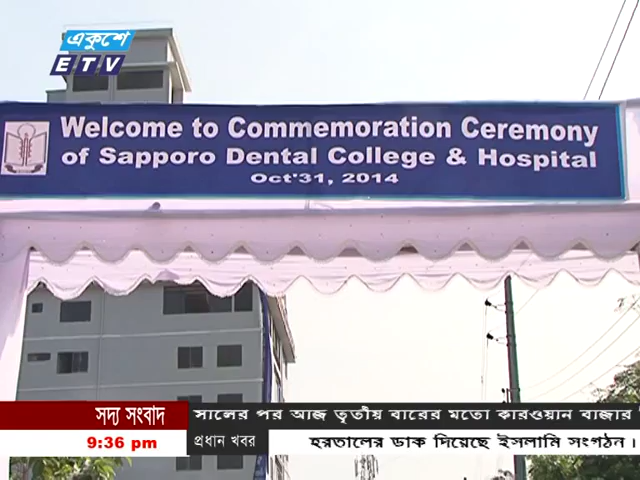 একুশে
ETV
Welcome to Commemoration Ceremony
of Sapporo Dental College & Hospital
Oct'31, 2014
সদ্য সংবাদ
সালের পর আজ তৃতীয় বারের মতো কারওয়ান বাজার
9:36 pm
প্রধান খবর
হরতালের ডাক দিয়েছে ইসলামি সংগঠন।